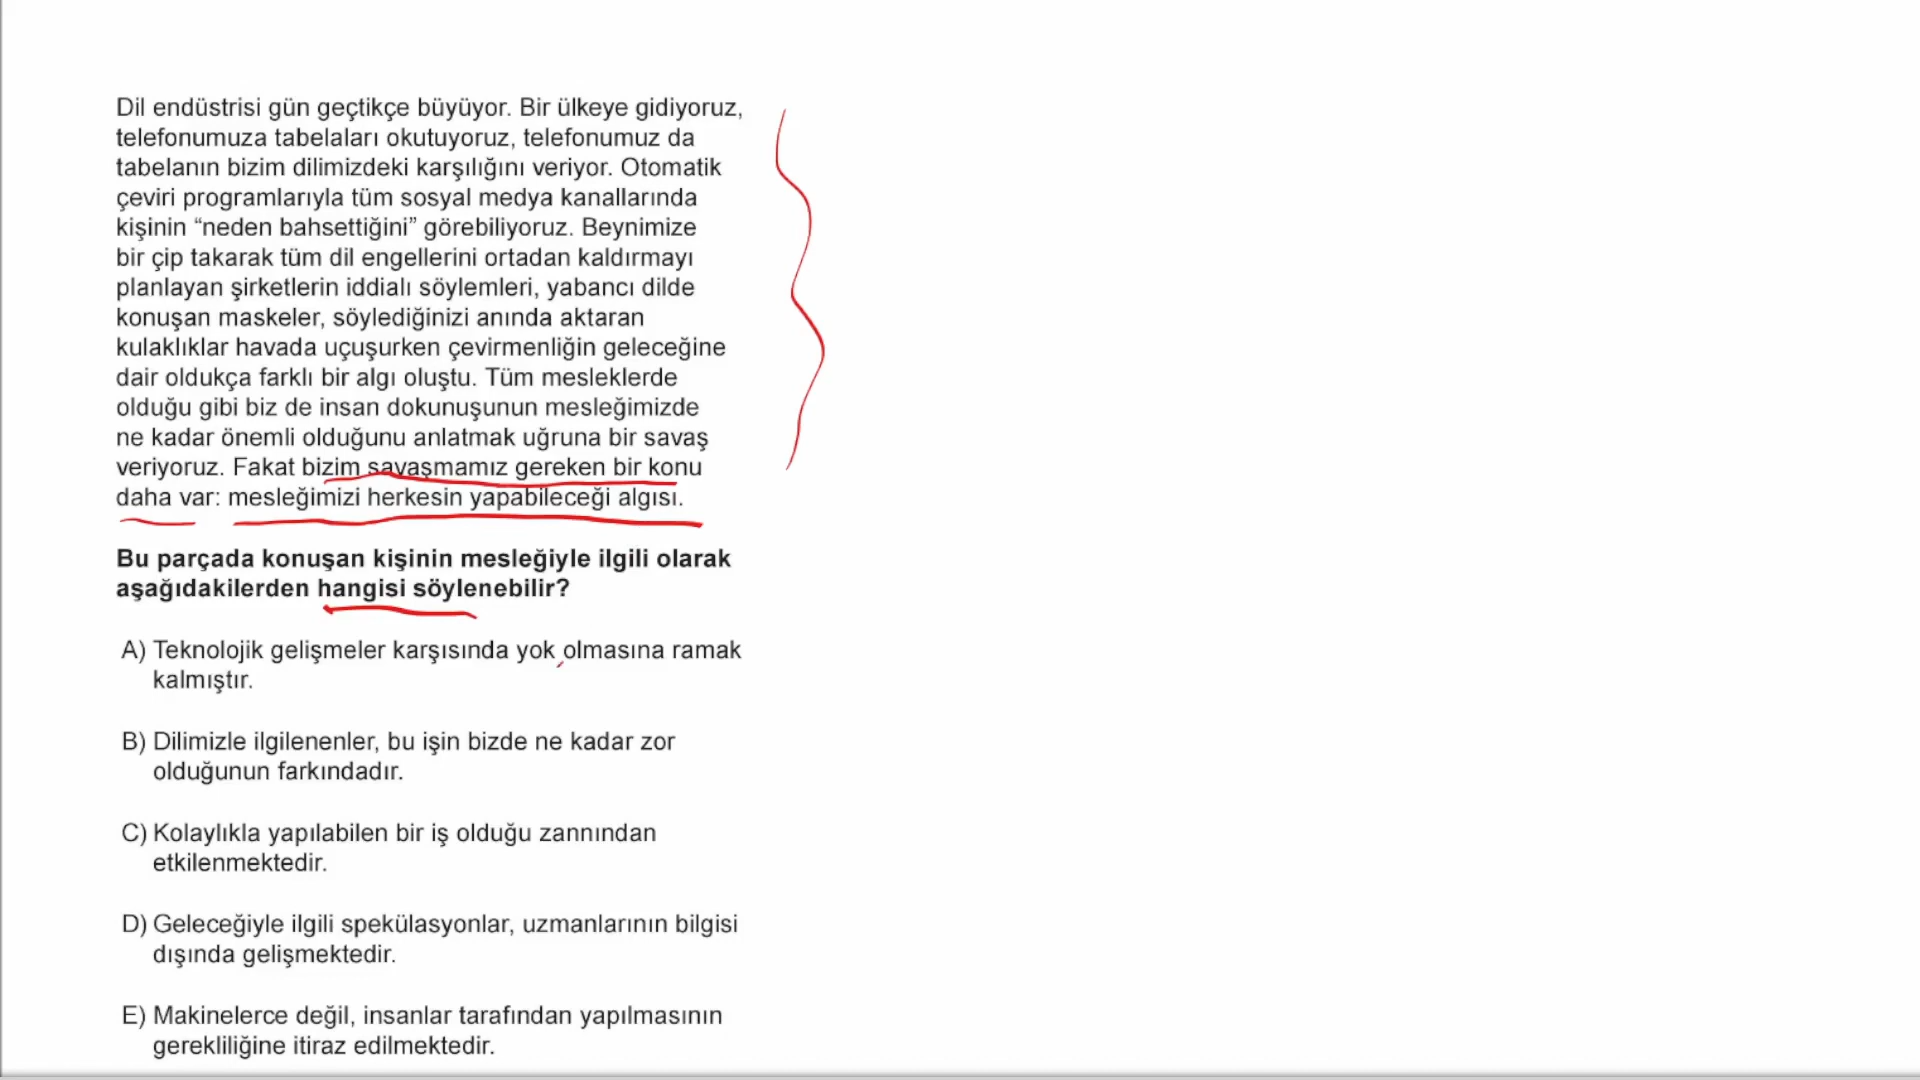 Dil endüstrisi gün geçtikçe büyüyor. Bir ülkeye gidiyoruz,
telefonumuza tabelaları okutuyoruz, telefonumuz da
tabelanın bizim dilimizdeki karşılığını veriyor. Otomatik
çeviri programlarıyla tüm sosyal medya kanallarında
kişinin “neden bahsettiğini” görebiliyoruz. Beynimize
bir çip takarak tüm dil engellerini ortadan kaldırmayı
planlayan şirketlerin iddialı söylemleri, yabancı dilde
konuşan maskeler, söylediğinizi anında aktaran
kulaklıklar havada uçuşurken çevirmenliğin geleceğine
dair oldukça farklı bir algı oluştu. Tüm mesleklerde
olduğu gibi biz de insan dokunuşunun mesleğimizde
ne kadar önemli olduğunu anlatmak uğruna bir savaş
veriyoruz. Fakat bizim savaşmamız gereken bir konu
daha var: mesleğimizi herkesin yapabileceği algısı.
Bu parçada konuşan kişinin mesleğiyle ilgili olarak
aşağıdakilerden hangisi söylenebilir?
A) Teknolojik gelişmeler karşısında yok olmasına ramak
kalmıştır.
B) Dilimizle ilgilenenler, bu işin bizde ne kadar zor
olduğunun farkındadır.
C) Kolaylıkla yapılabilen bir iş olduğu zannından
etkilenmektedir.
D) Geleceğiyle ilgili spekülasyonlar, uzmanlarının bilgisi
dışında gelişmektedir.
E) Makinelerce değil, insanlar tarafından yapılmasının
gerekliliğine itiraz edilmektedir.